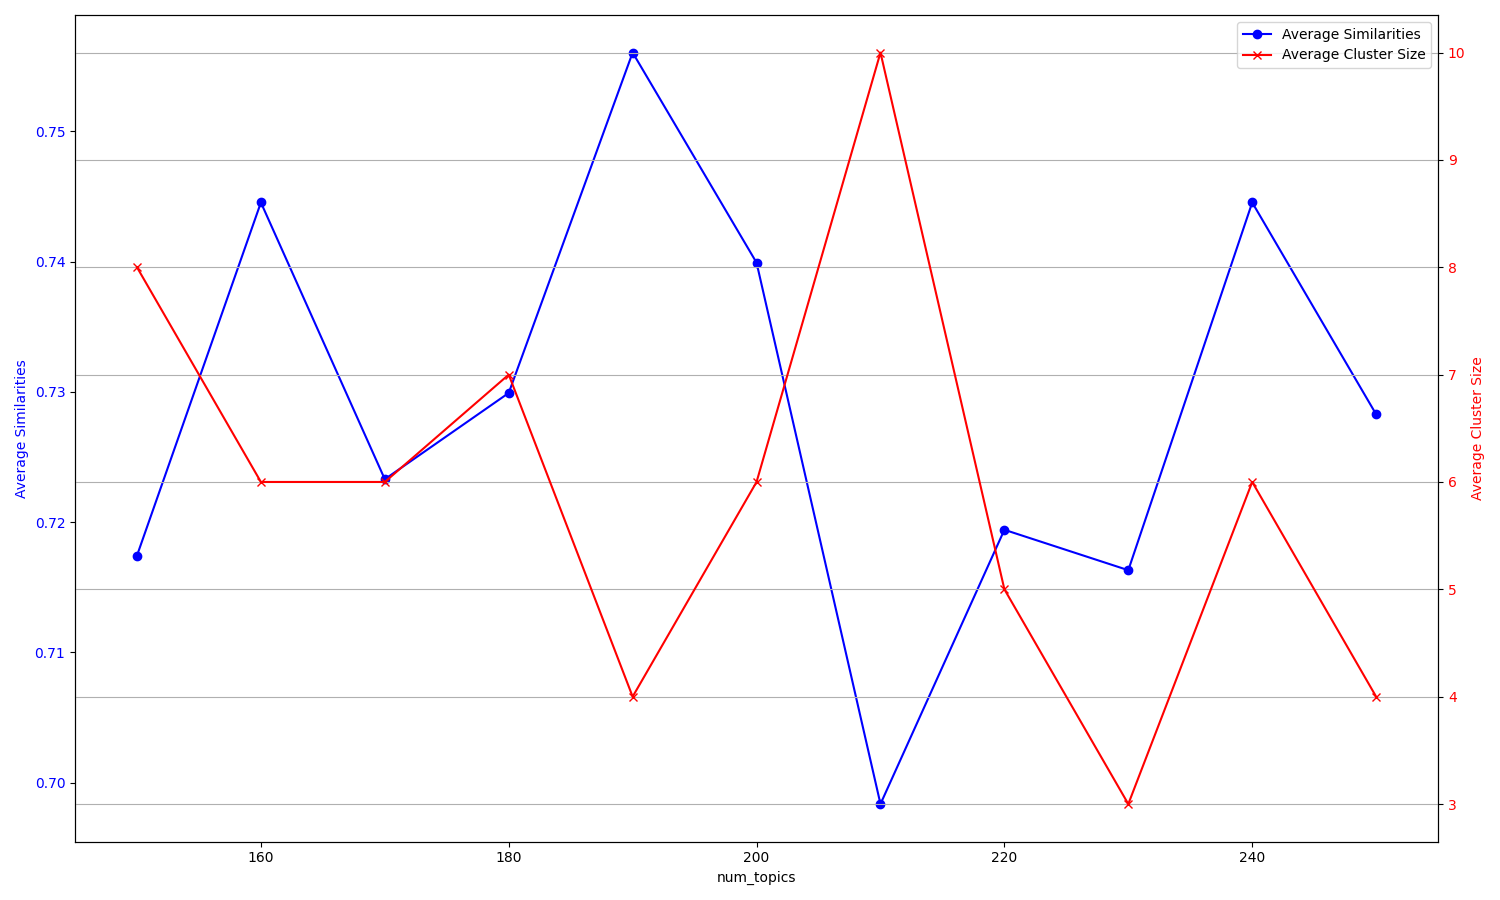 Average Similarities
Average Cluster Size
0.75
0.74
0.73
0.72
0.71
0.70
Average Similarities
10
9
8
7
6
5
4
3
Average Cluster Size
160 180 200 220 240
num_topics